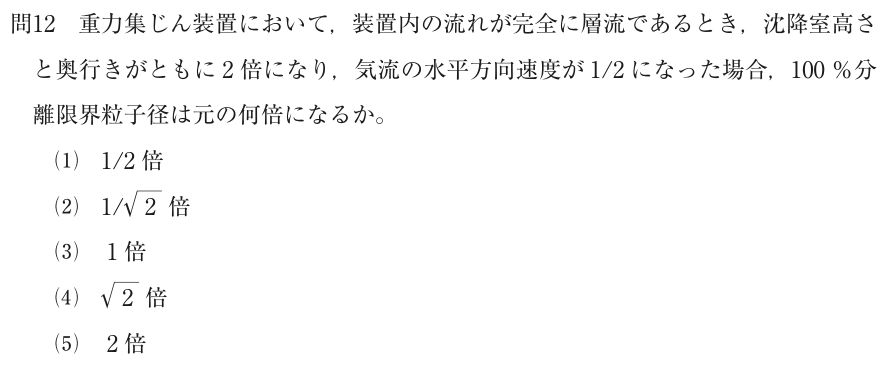 問12 重力集じん装置において，装置内の流れが完全に層流であるとき，沈降室高さ
と奥行きがともに 2 倍になり，気流の水平方向速度が 1/2 になった場合，100 %分
離限界粒子径は元の何倍になるか。
(1) 1/2 倍
(2) 1/√2 倍
(3) 1 倍
(4) √2 倍
(5) 2 倍